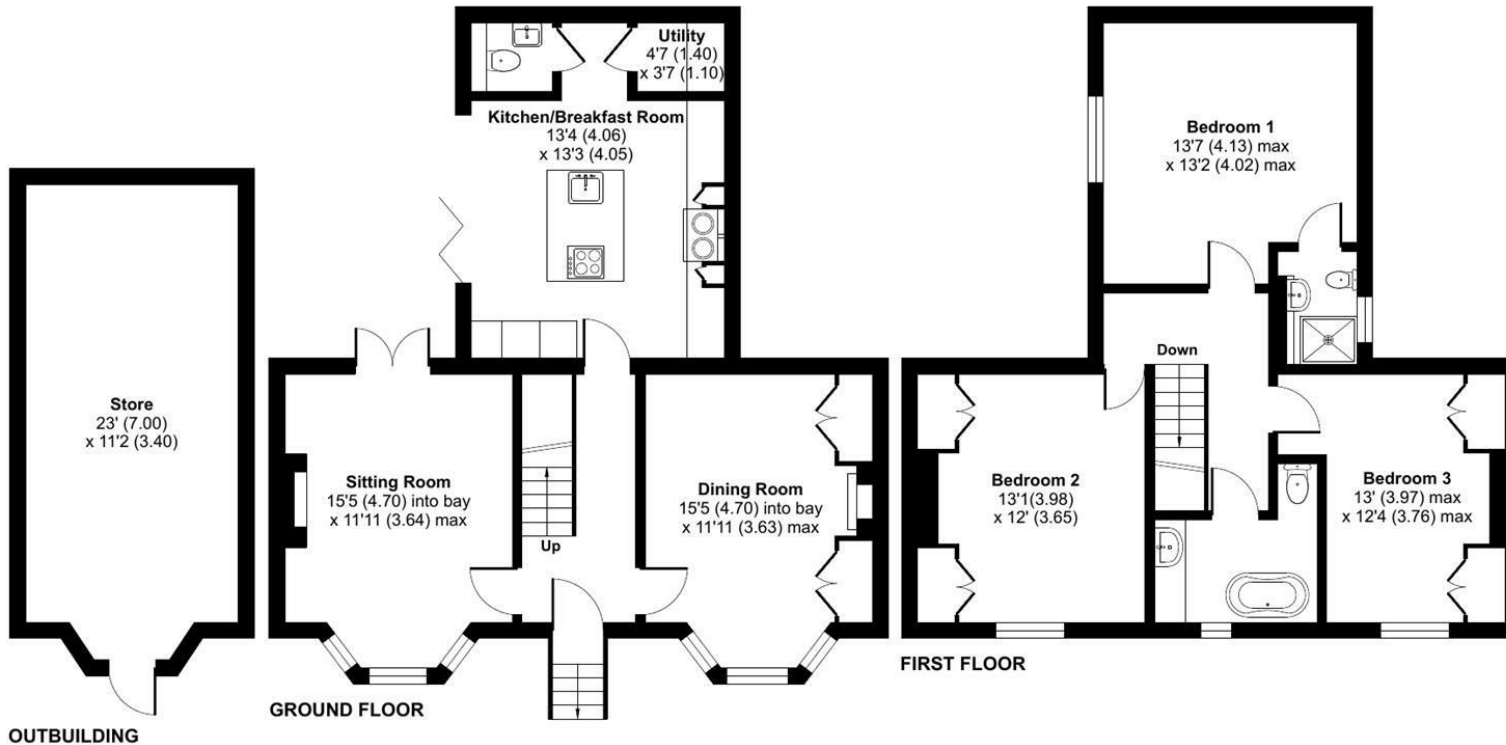 Utility
4'7 (1.40)
x 3'7 (1.10)
Kitchen/Breakfast Room
13'4 (4.06)
x 13'3 (4.05)
Store
23' (7.00)
x 11'2 (3.40)
Sitting Room
15'5 (4.70) into bay
x 11'11 (3.64) max
Up
Dining Room
15'5 (4.70) into bay
x 11'11 (3.63) max
OUTBUILDING
GROUND FLOOR
Bedroom 1
13'7 (4.13) max
x 13'2 (4.02) max
Down
Bedroom 2
13'1(3.98)
x 12' (3.65)
Bedroom 3
13' (3.97) max
x 12'4 (3.76) max
FIRST FLOOR